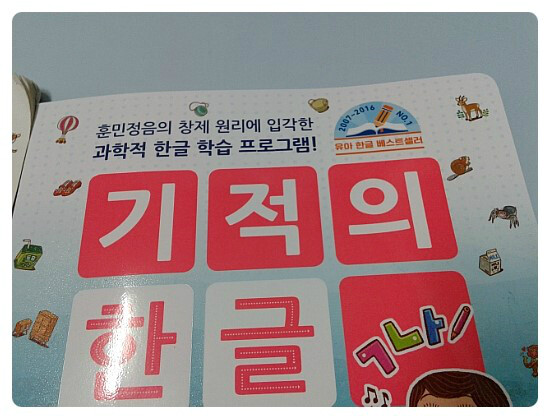 훈민정음의 창제 원리에 입각한
과학적 한글 학습 프로그램!
2007~2016 NO.1
유아 한글 베스트셀러
기적의
한글
ㄱ나